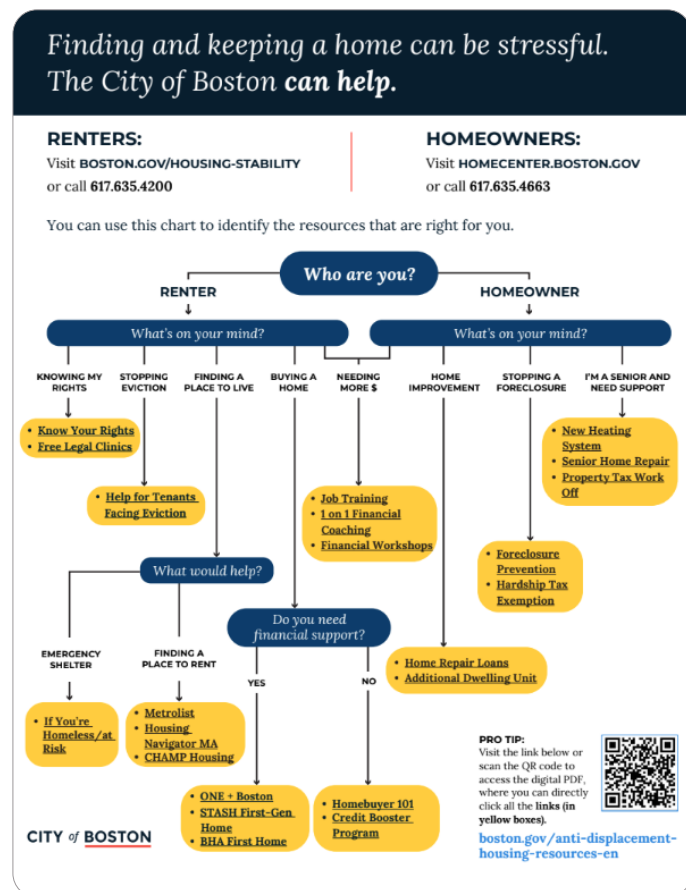 Finding and keeping a home can be stressful.
The City of Boston can help.
RENTERS:
Visit BOSTON.GOV/HOUSING-STABILITY
or call 617.635.4200
HOMEOWNERS:
Visit HOMECENTER.BOSTON.GOV
or call 617.635.4663
You can use this chart to identify the resources that are right for you.
Who are you?
RENTER
HOMEOWNER
What's on your mind?
What's on your mind?
KNOWING MY
RIGHTS
STOPPING
EVICTION
FINDING A
PLACE TO LIVE
BUYING A
HOME
NEEDING
MORE $
HOME
IMPROVEMENT
STOPPING A
FORECLOSURE
I'M A SENIOR AND
NEED SUPPORT
• Know Your Rights
• Free Legal Clinics
• New Heating
System
• Senior Home Repair
• Property Tax Work
Off
• Help for Tenants
Facing Eviction
• Job Training
• 1 on 1 Financial
Coaching
• Financial Workshops
• Foreclosure
Prevention
• Hardship Tax
Exemption
What would help?
Do you need
financial support?
EMERGENCY
SHELTER
FINDING A
PLACE TO RENT
YES
NO
• Home Repair Loans
• Additional Dwelling Unit
• If You're
Homeless/at
Risk
• Metrolist
• Housing
Navigator MA
• CHAMP Housing
• ONE + Boston
• STASH First-Gen
Home
• BHA First Home
• Homebuyer 101
• Credit Booster
Program
PRO TIP:
Visit the link below or
scan the QR code to
access the digital PDF,
where you can directly
click all the links (in
yellow boxes).
boston.gov/anti-displacement-
housing-resources-en
CITY of BOSTON